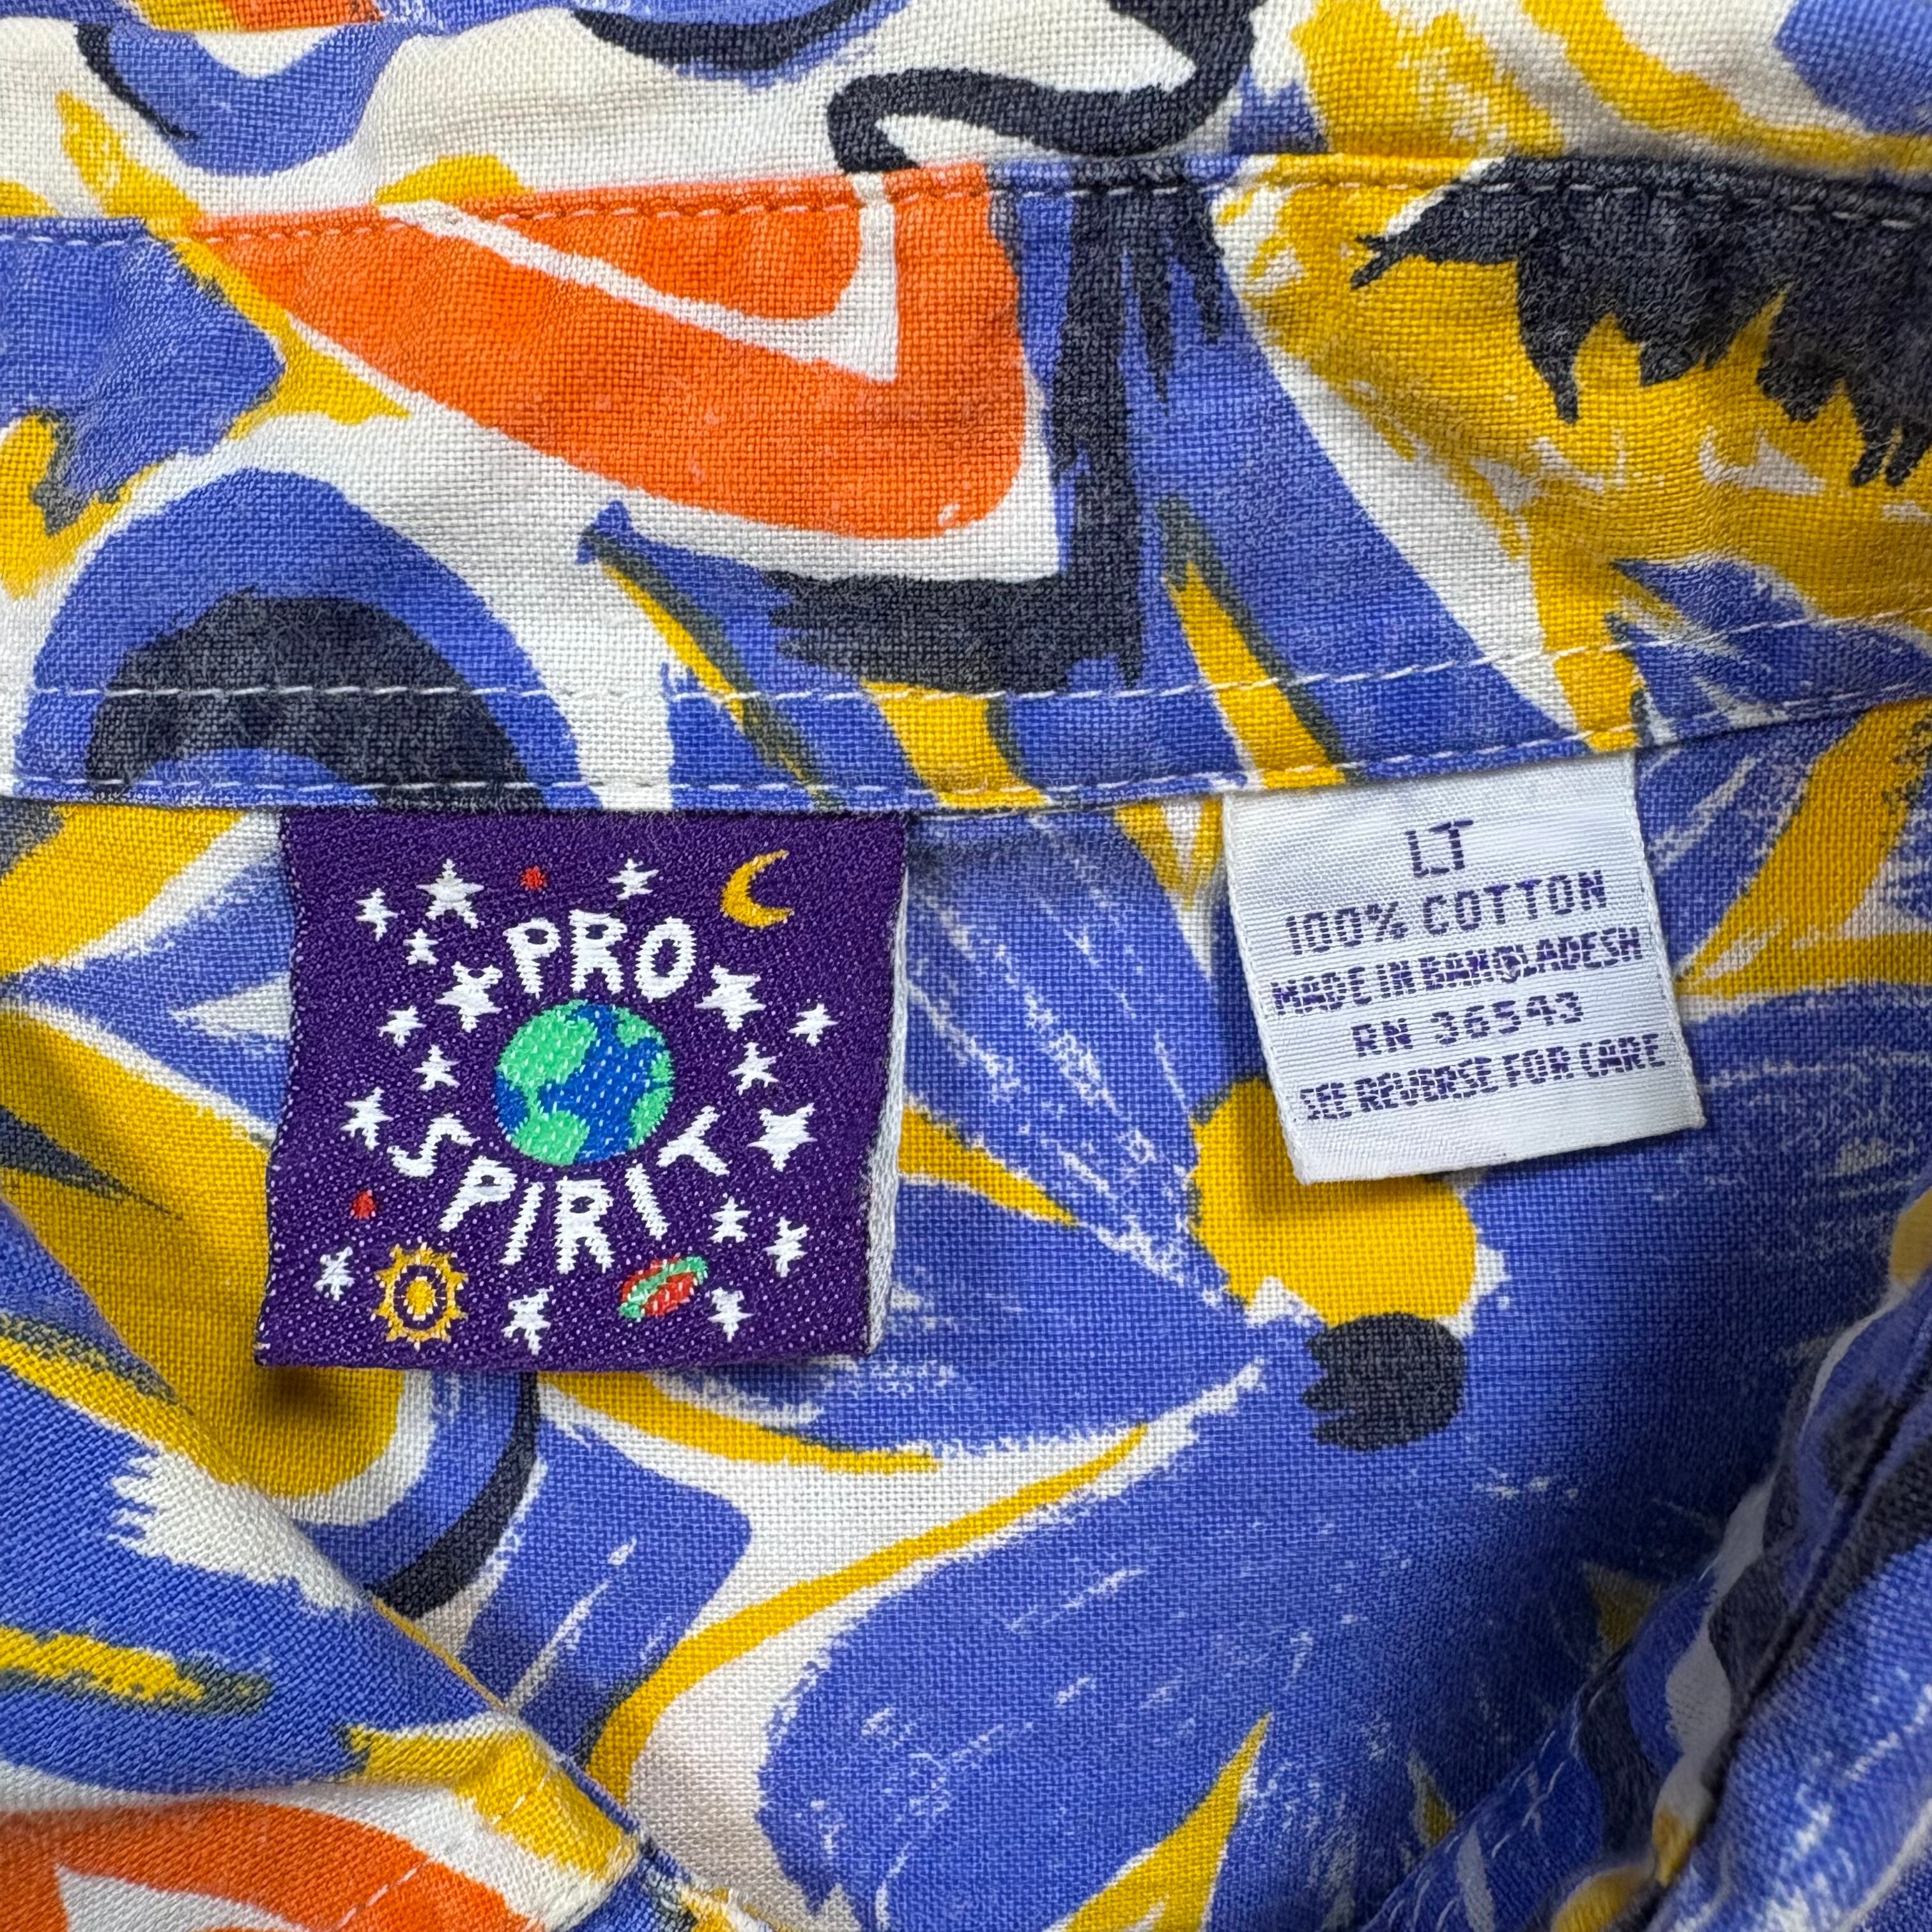 PRO
SPIRIT
LT
100% COTTON
MADE IN BANGLADESH
RN 36543
SEE REVERSE FOR CARE